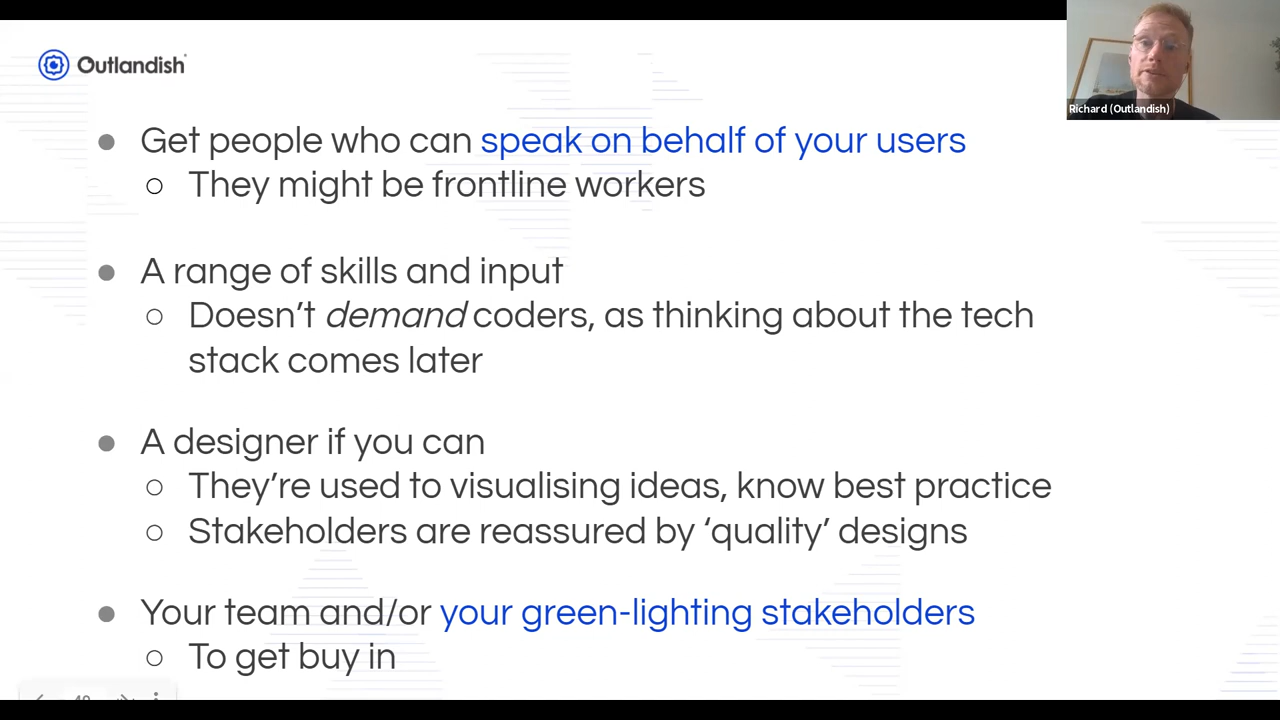 Outlandish
Richard (Outlandish)
● Get people who can speak on behalf of your users
○ They might be frontline workers
● A range of skills and input
○ Doesn’t demand coders, as thinking about the tech
stack comes later
● A designer if you can
○ They’re used to visualising ideas, know best practice
○ Stakeholders are reassured by ‘quality’ designs
● Your team and/or your green-lighting stakeholders
○ To get buy in